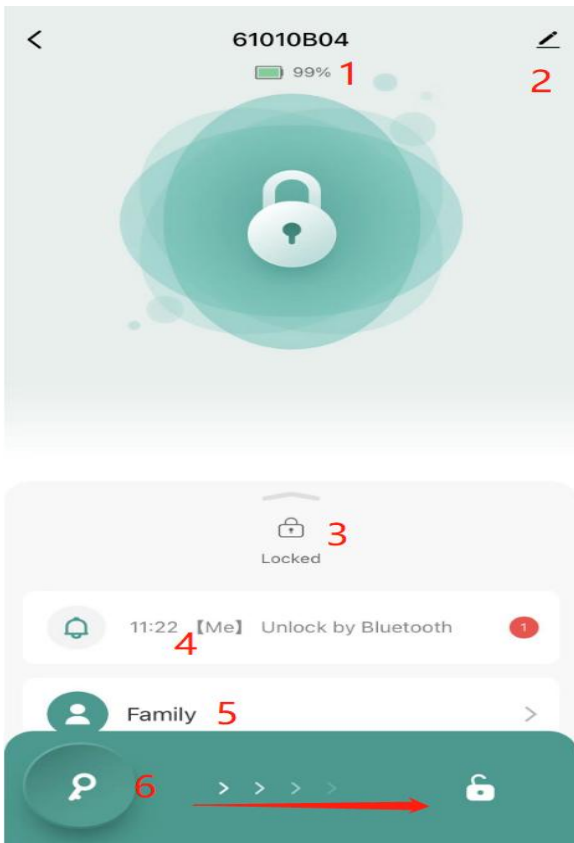 61010B04
99% 1
2
3
Locked
11:22 【Me】 Unlock by Bluetooth 1
4
Family 5
6